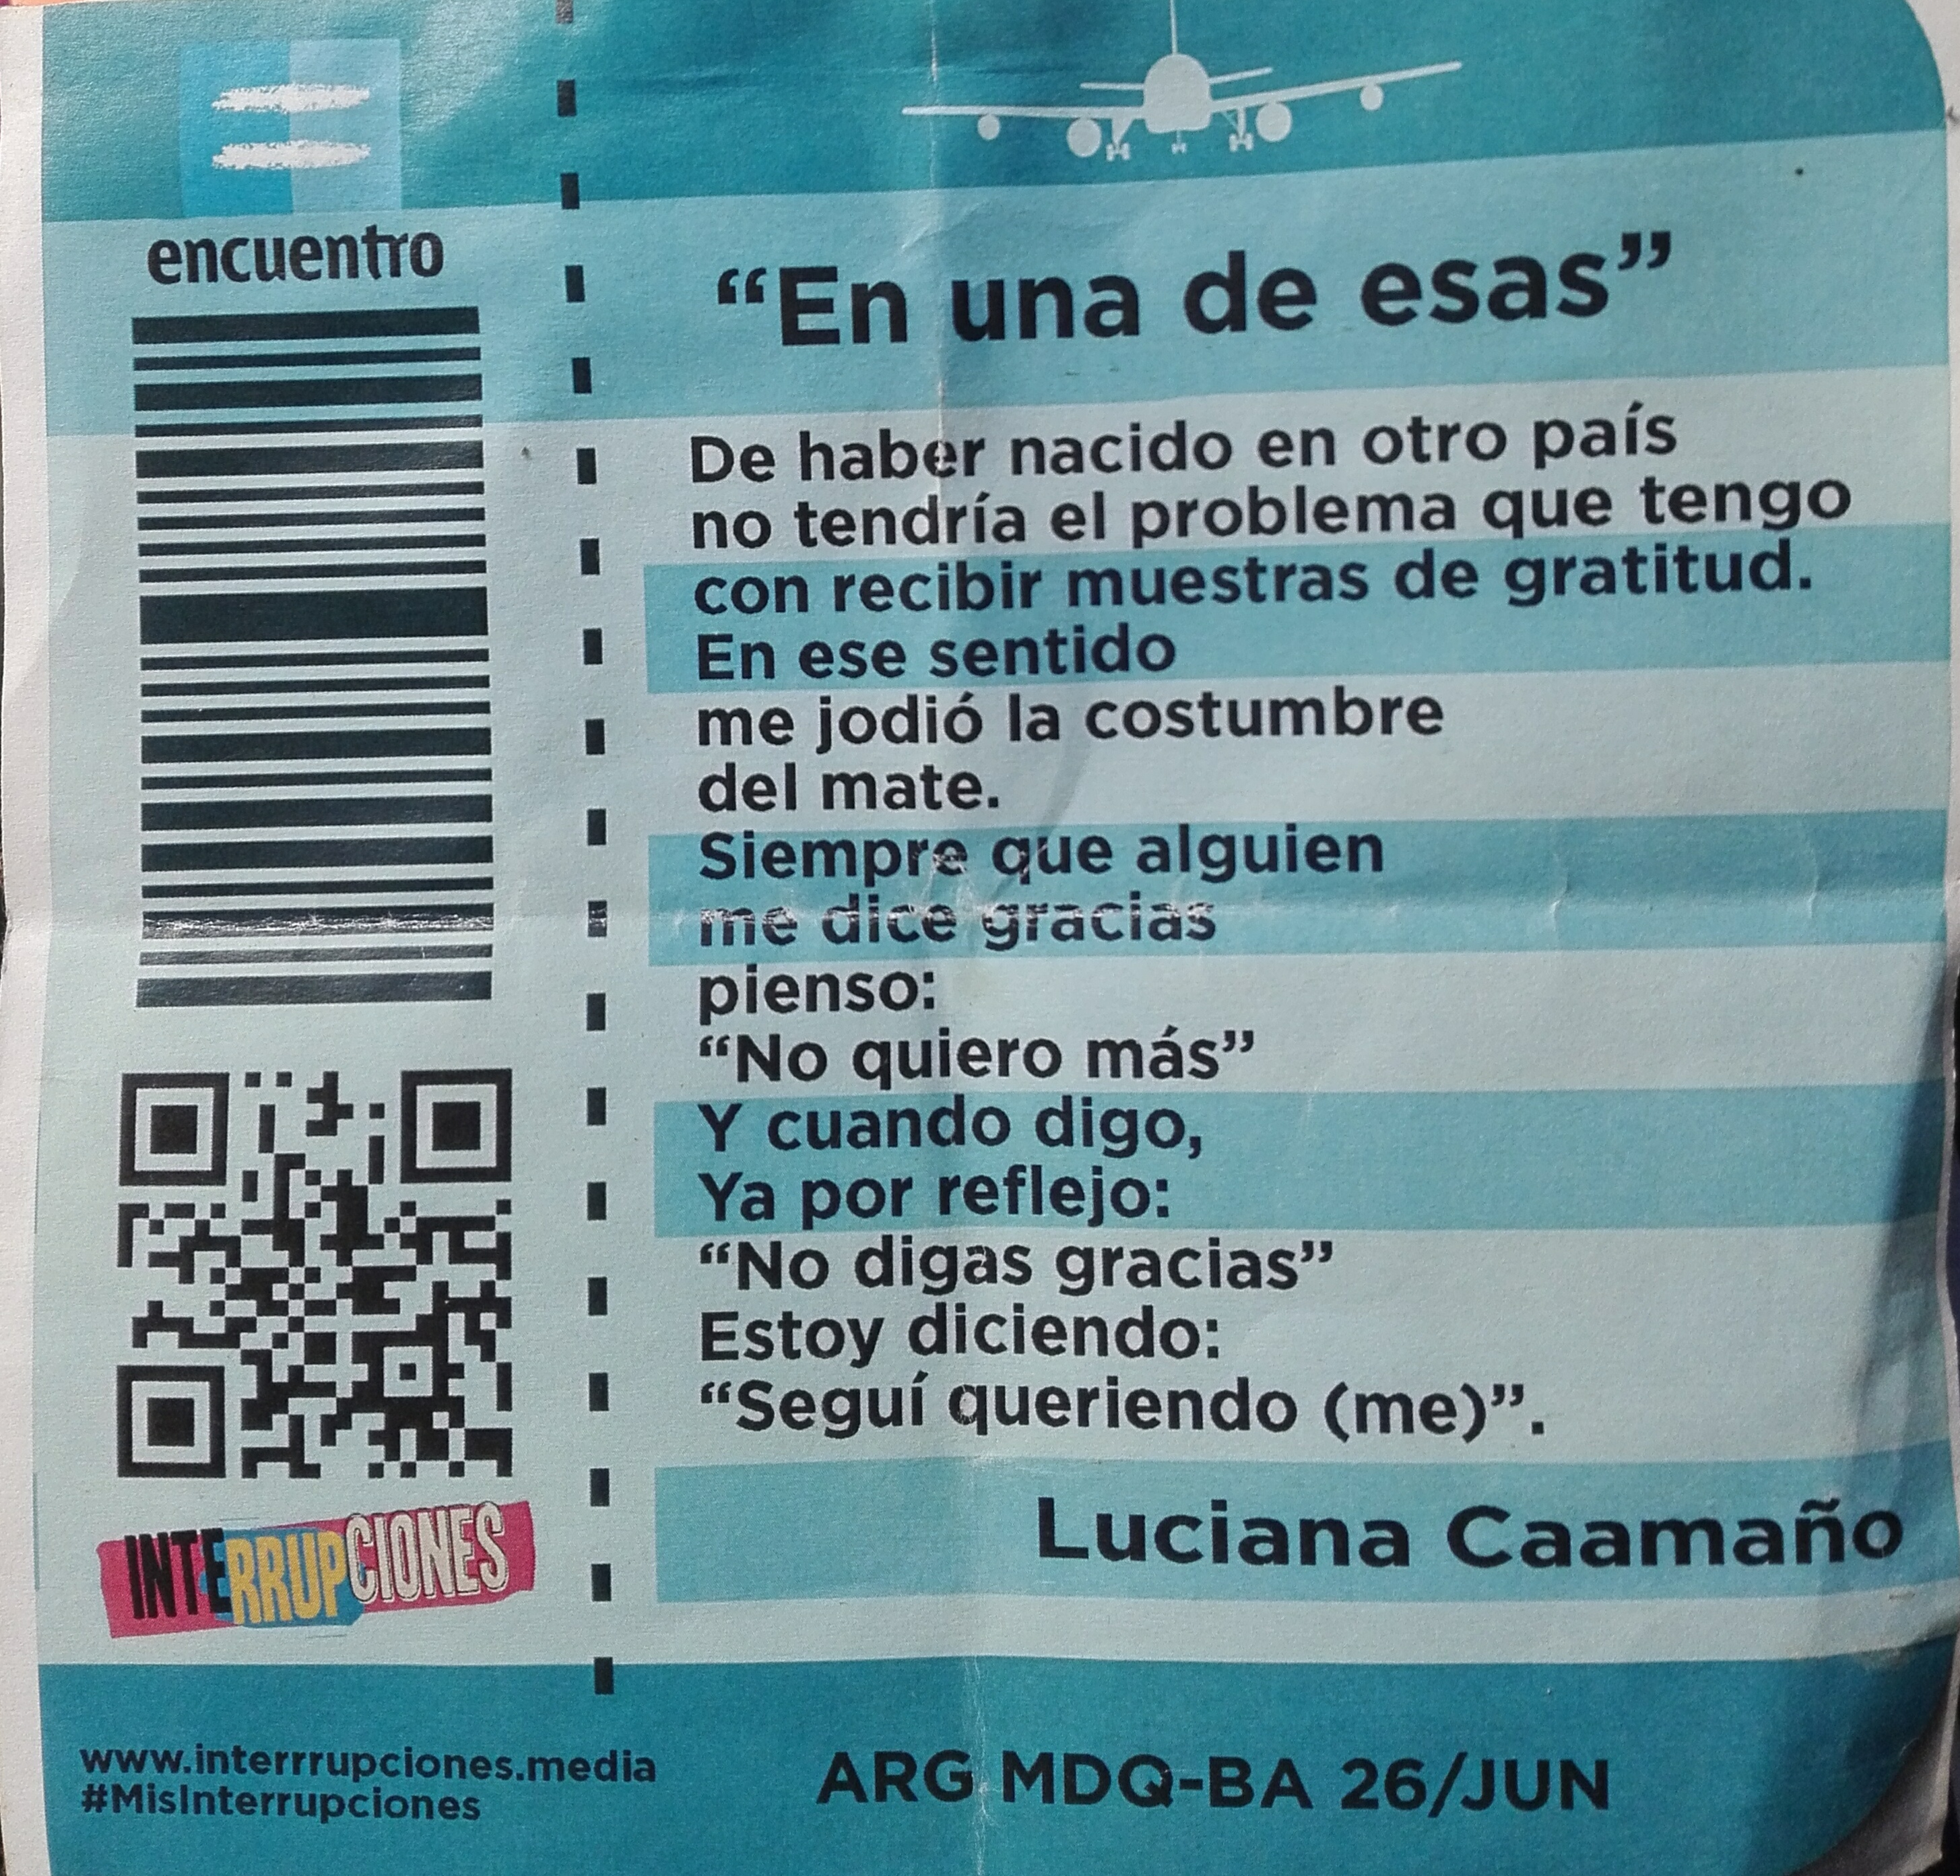 encuentro
“En una de esas”
De haber nacido en otro país
no tendría el problema que tengo
con recibir muestras de gratitud.
En ese sentido
me jodió la costumbre
del mate.
Siempre que alguien
me dice gracias
pienso:
“No quiero más”
Y cuando digo,
Ya por reflejo:
“No digas gracias”
Estoy diciendo:
“Seguí queriendo (me)”.
Luciana Caamaño
INTERRUPCIONES
www.interrrupciones.media
#MisInterrupciones
ARG MDQ-BA 26/JUN